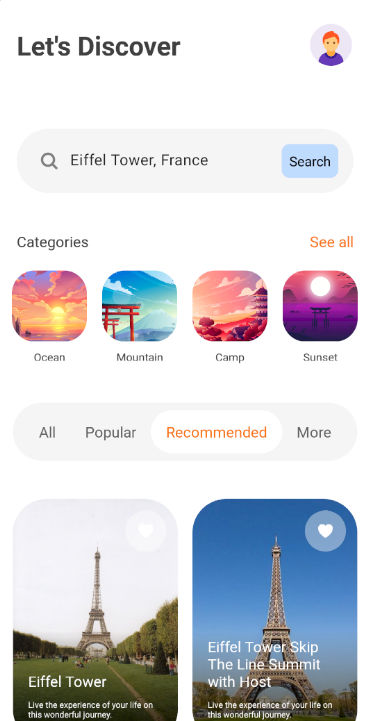 Let's Discover
Eiffel Tower, France
Search
Categories
See all
Ocean
Mountain
Camp
Sunset
All
Popular
Recommended
More
Eiffel Tower
Live the experience of your life on
this wonderful journey.
Eiffel Tower Skip
The Line Summit
with Host
Live the experience of your life on
this wonderful journey.